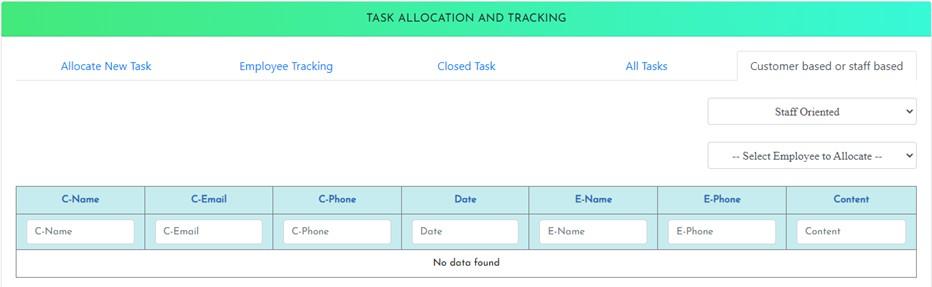 TASK ALLOCATION AND TRACKING
Allocate New Task Employee Tracking Closed Task All Tasks Customer based or staff based
Staff Oriented
-- Select Employee to Allocate --
C-Name C-Email C-Phone Date E-Name E-Phone Content
C-Name C-Email C-Phone Date E-Name E-Phone Content
No data found